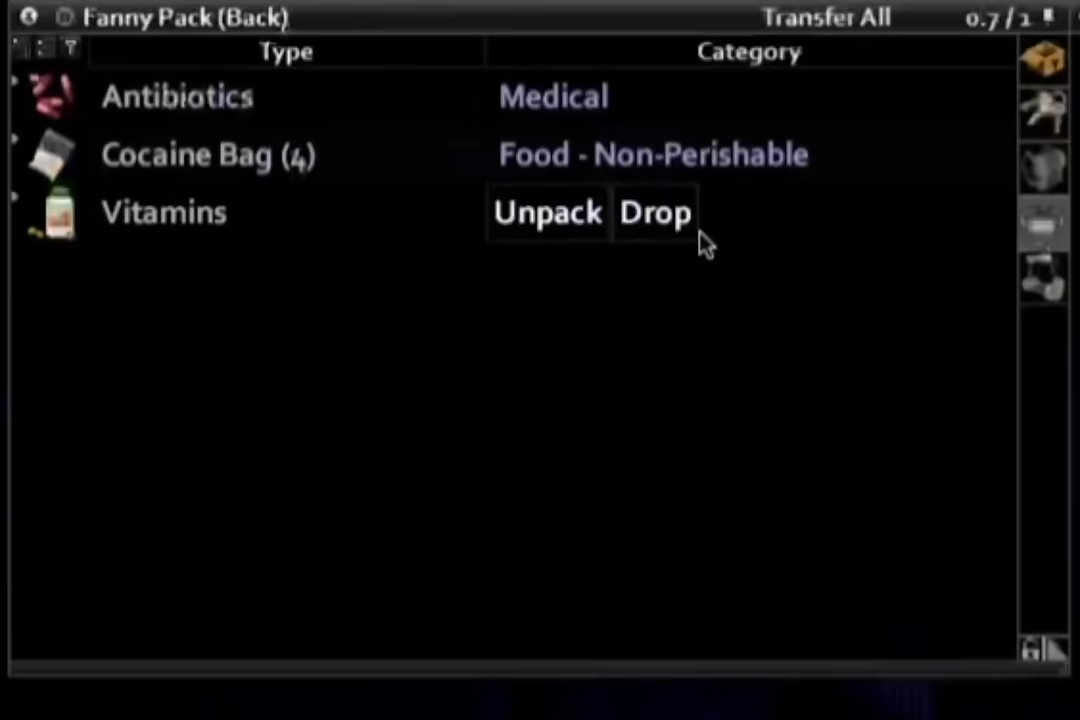 Fanny Pack (Back) Transfer All 0.7 / 1
Type Category
Antibiotics Medical
Cocaine Bag (4) Food - Non-Perishable
Vitamins Unpack Drop